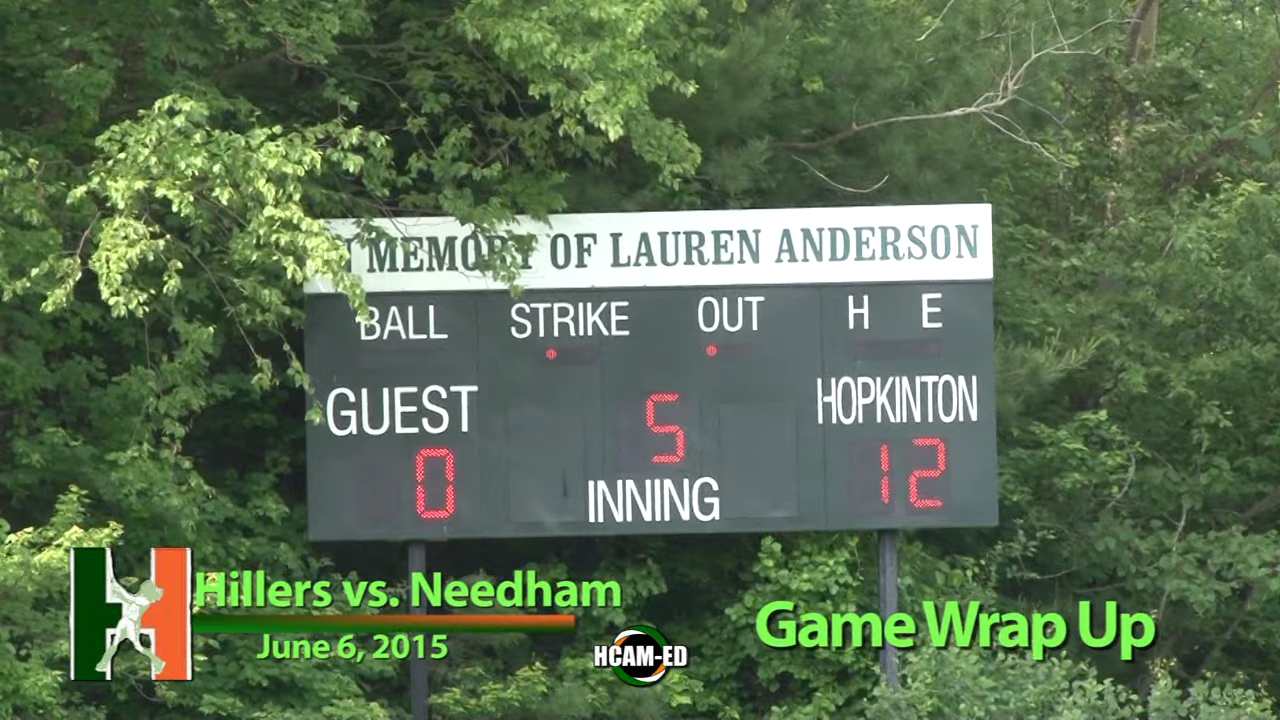 MEMORY OF LAUREN ANDERSON
BALL STRIKE OUT H E
GUEST HOPKINTON
5
0 12
INNING
H
Hillers vs. Needham
June 6, 2015
Game Wrap Up
HCAM-ED